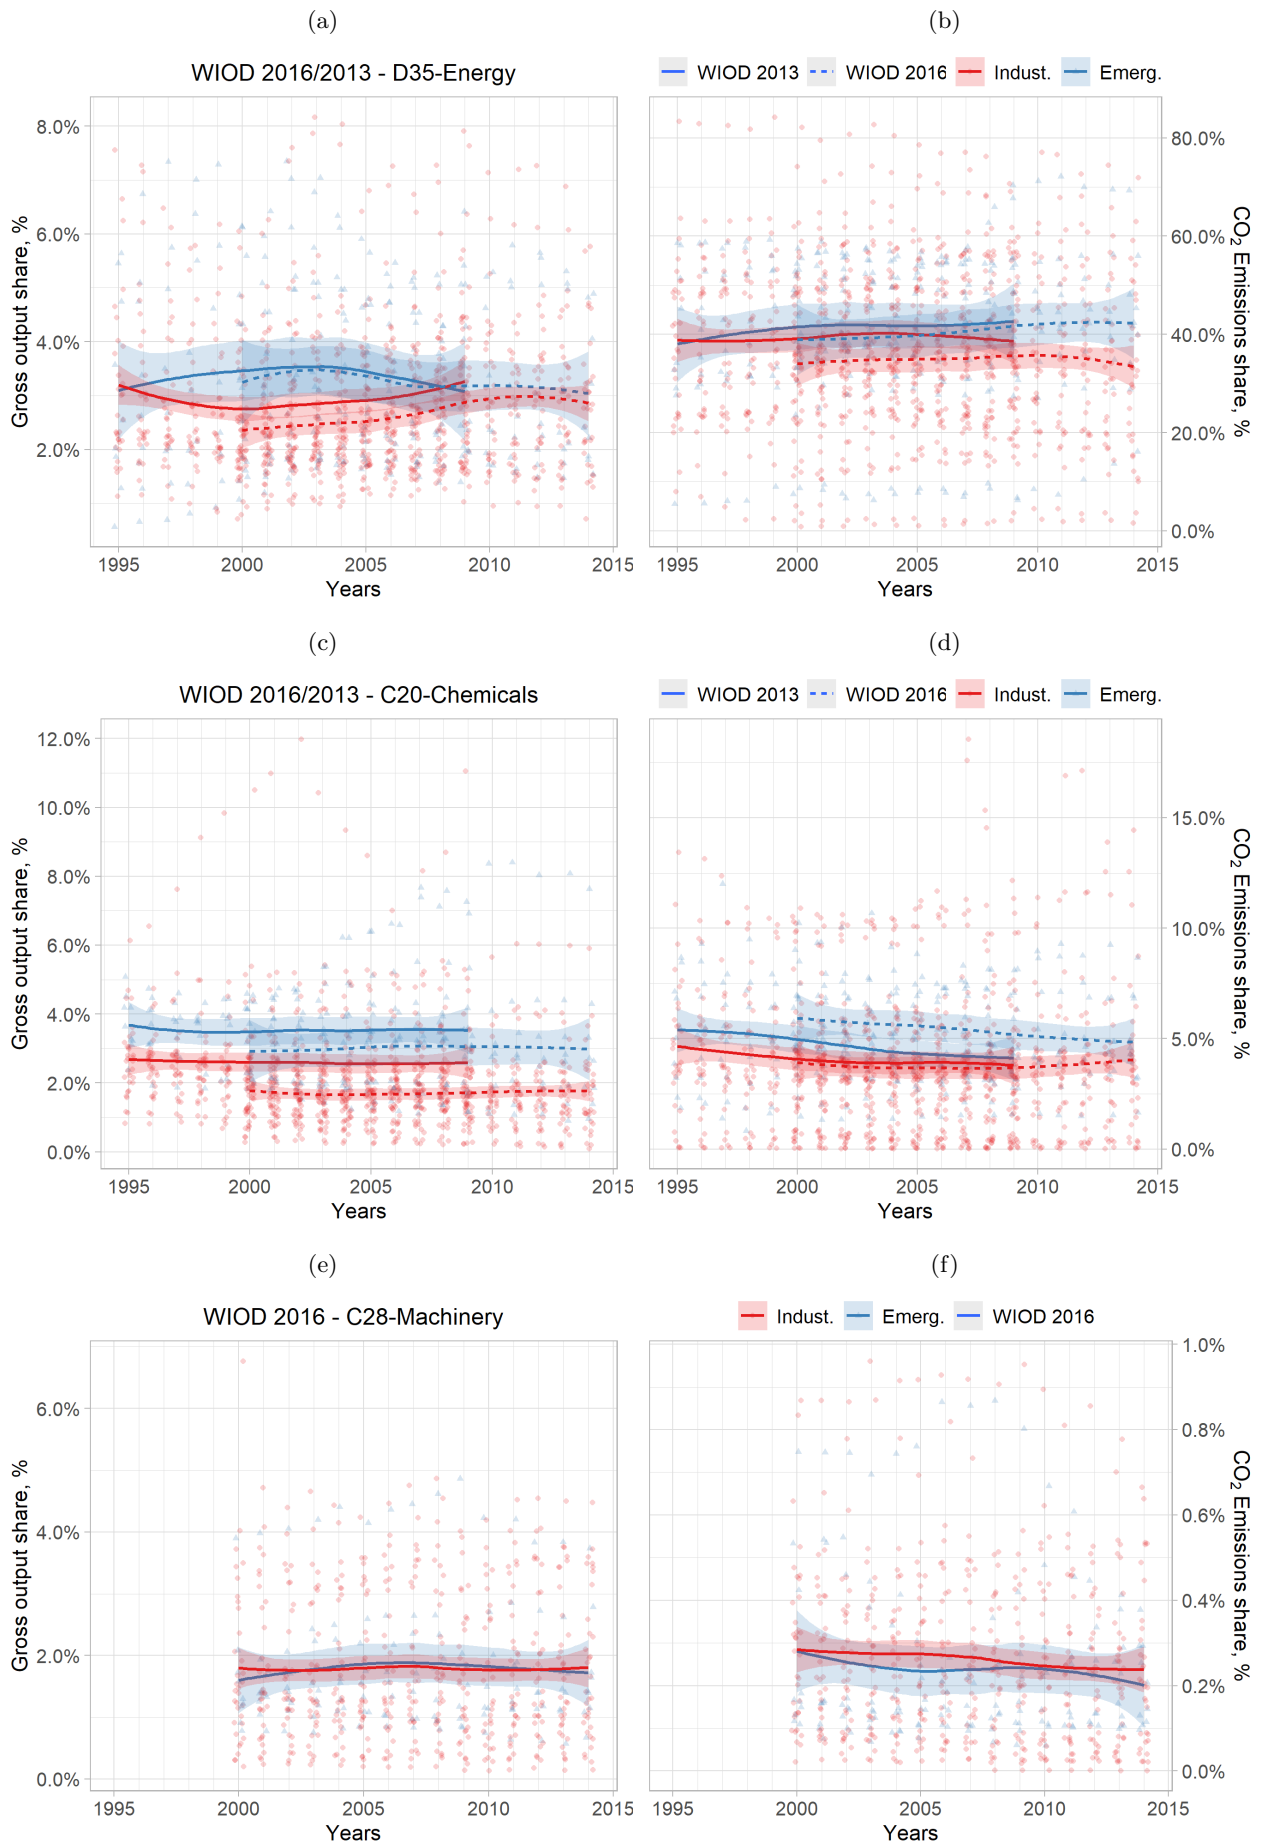 (a)
(b)
WIOD 2016/2013 - D35-Energy
WIOD 2013 WIOD 2016 Indust. Emerg.
Gross output share, %
8.0%
6.0%
4.0%
2.0%
1995 2000 2005 2010 2015
Years
80.0%
60.0%
40.0%
20.0%
0.0%
CO2 Emissions share, %
1995 2000 2005 2010 2015
Years
(c)
(d)
WIOD 2016/2013 - C20-Chemicals
WIOD 2013 WIOD 2016 Indust. Emerg.
Gross output share, %
12.0%
10.0%
8.0%
6.0%
4.0%
2.0%
0.0%
1995 2000 2005 2010 2015
Years
15.0%
10.0%
5.0%
0.0%
CO2 Emissions share, %
1995 2000 2005 2010 2015
Years
(e)
(f)
WIOD 2016 - C28-Machinery
Indust. Emerg. WIOD 2016
Gross output share, %
6.0%
4.0%
2.0%
0.0%
1995 2000 2005 2010 2015
Years
1.0%
0.8%
0.6%
0.4%
0.2%
0.0%
CO2 Emissions share, %
1995 2000 2005 2010 2015
Years